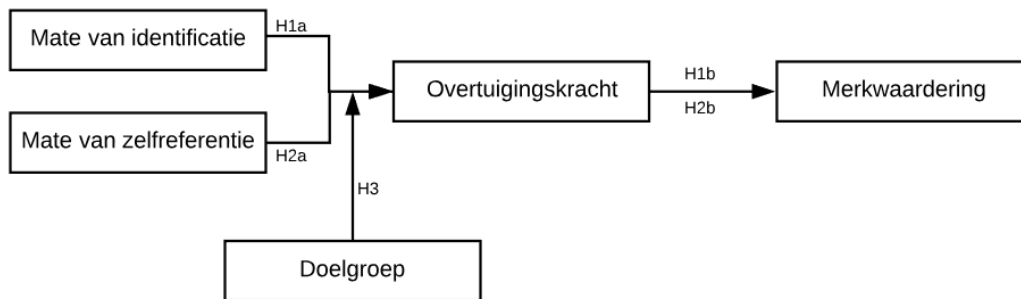 Mate van identificatie
H1a
Mate van zelfreferentie
H2a
Overtuigingskracht
H1b
H2b
Merkwaardering
H3
Doelgroep